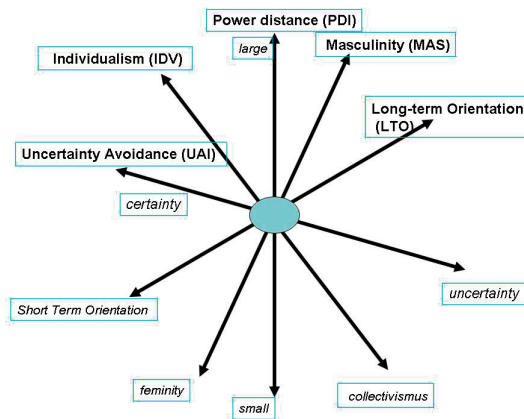 Power distance (PDI)
large
Masculinity (MAS)
Individualism (IDV)
Long-term Orientation
(LTO)
Uncertainty Avoidance (UAI)
certainty
uncertainty
Short Term Orientation
feminity
small
collectivismus